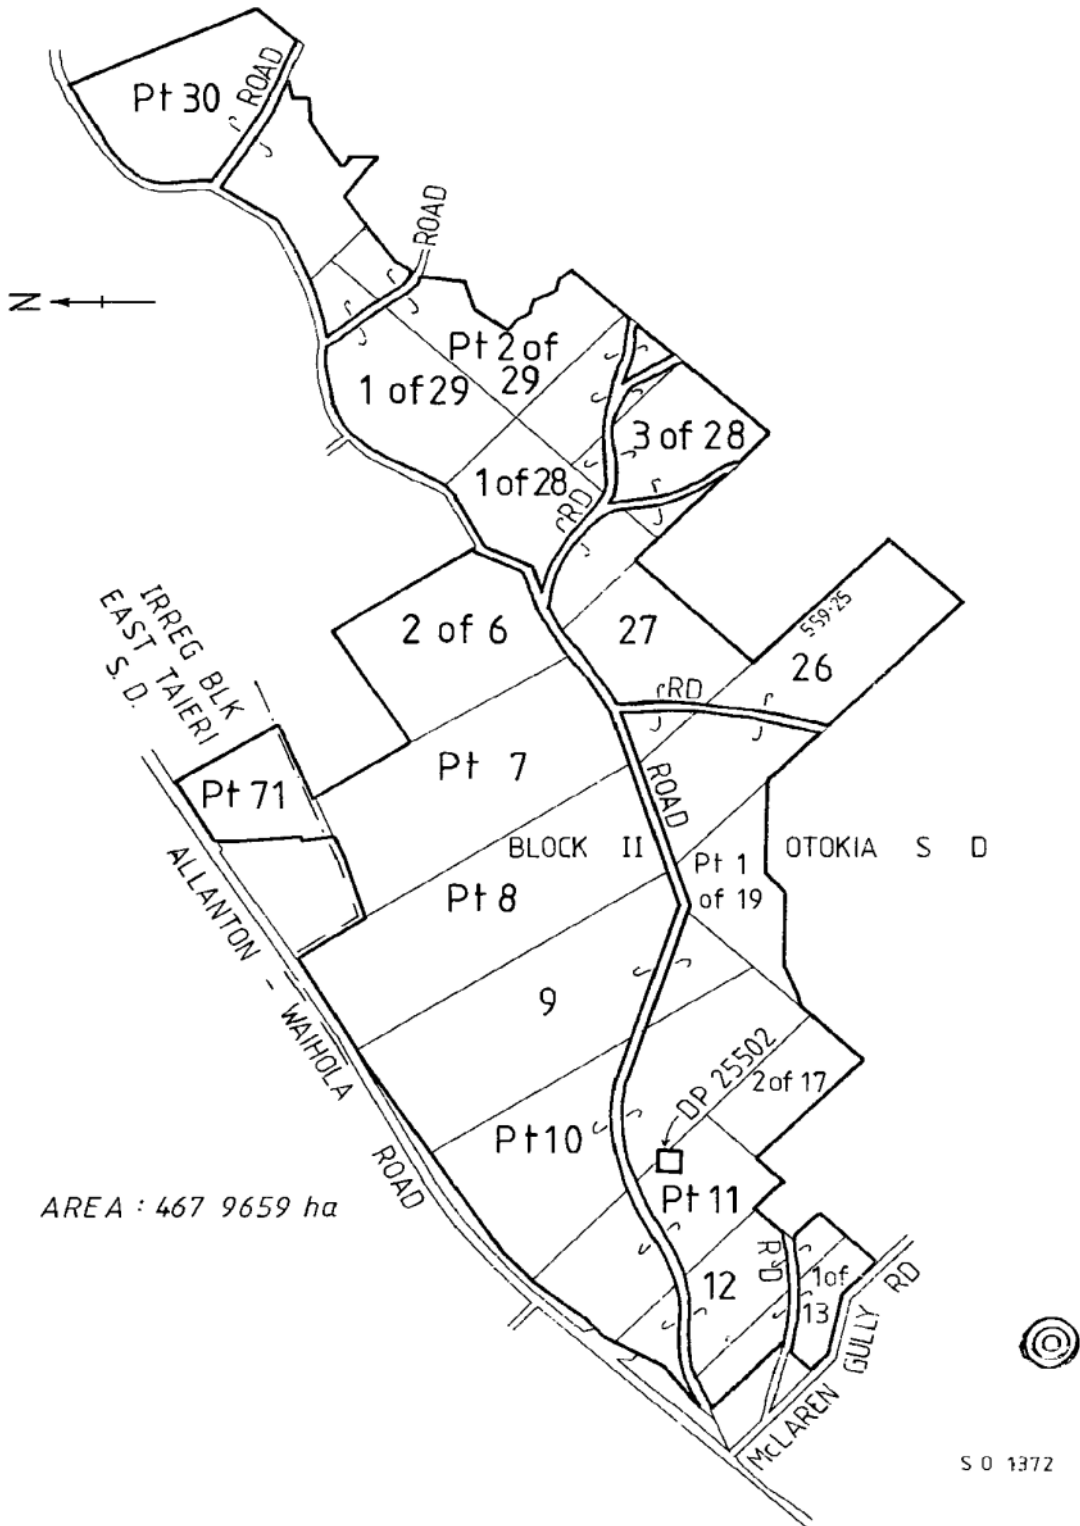 Pt 30
ROAD
ROAD
N
Pt 2 of
29
1 of 29
3 of 28
1 of 28
RD
IRREG BLK
EAST TAIERI
S. D.
2 of 6
27
559·25
26
RD
Pt 7
Pt 71
ROAD
BLOCK II OTOKIA S D
Pt 1
of 19
Pt 8
ALLANTON - WAIHOLA ROAD
9
DP 25502
2 of 17
Pt 10
Pt 11
AREA : 467 9659 ha
RD
12
1 of
13
McLAREN GULLY RD
S O 1372